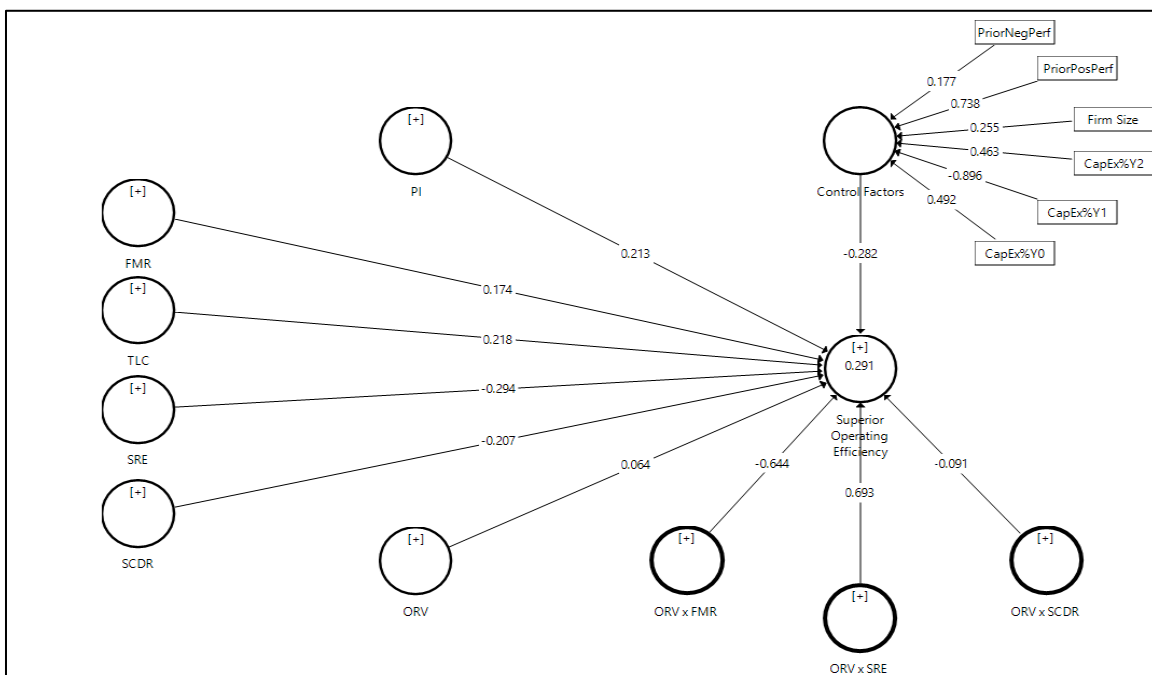 PriorNegPerf
PriorPosPerf
0.177
0.738
[+]
Firm Size
0.255
0.463
CapEx%Y2
-0.896
PI
Control Factors
0.492
[+]
CapEx%Y1
FMR
0.213
-0.282
CapEx%Y0
[+]
0.174
TLC
0.218
[+]
0.291
[+]
-0.294
SRE
Superior
Operating
Efficiency
-0.207
0.064
-0.644
-0.091
[+]
0.693
SCDR
[+]
[+]
[+]
ORV
ORV x FMR
[+]
ORV x SCDR
ORV x SRE